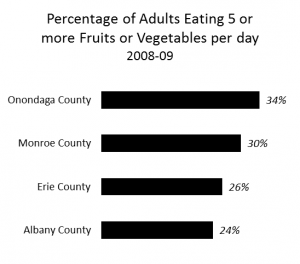 Percentage of Adults Eating 5 or
more Fruits or Vegetables per day
2008-09
Onondaga County 34%
Monroe County 30%
Erie County 26%
Albany County 24%